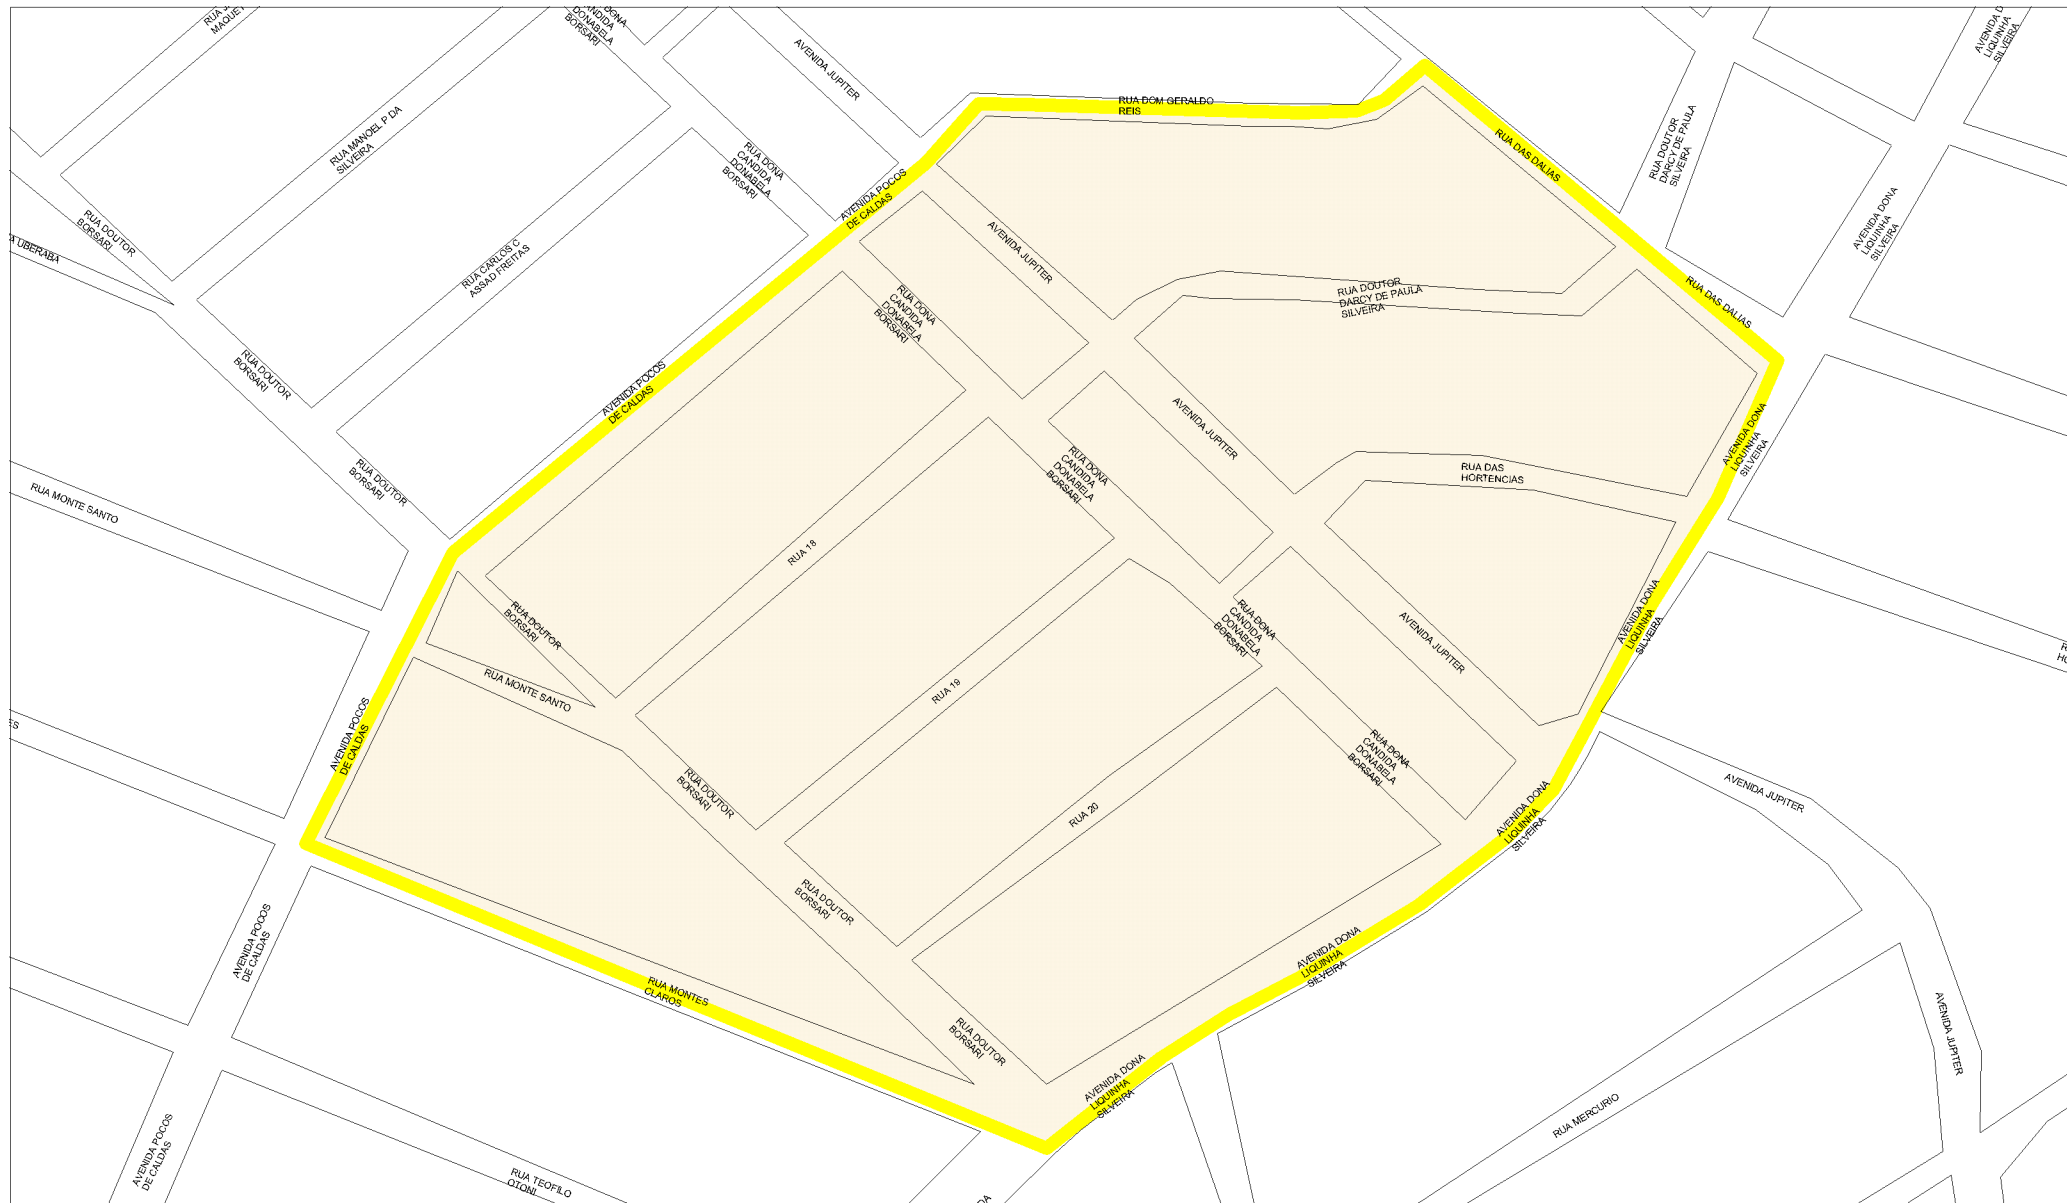 MAQUET
CANDIDA
DONABELA
BORSARI
AVENIDA JUPITER
RUA DOM GERALDO
REIS
LIQUINHA
SILVEIRA
RUA MANOEL P DA
SILVEIRA
RUA DONA
CANDIDA
DONABELA
BORSARI
RUA DAS DALIAS
RUA DOUTOR
DARCY DE PAULA
SILVEIRA
RUA DOUTOR
BORSARI
AVENIDA POCOS
DE CALDAS
AVENIDA DONA
LIQUINHA
SILVEIRA
A UBERABA
RUA CARLOS C
ASSAD FREITAS
AVENIDA JUPITER
RUA DONA
CANDIDA
DONABELA
BORSARI
RUA DOUTOR
DARCY DE PAULA
SILVEIRA
RUA DAS DALIAS
RUA DOUTOR
BORSARI
AVENIDA POCOS
DE CALDAS
AVENIDA JUPITER
AVENIDA DONA
LIQUINHA
SILVEIRA
RUA DOUTOR
BORSARI
RUA DONA
CANDIDA
DONABELA
BORSARI
RUA DAS
HORTENCIAS
RUA MONTE SANTO
RUA 18
RUA DOUTOR
BORSARI
RUA DONA
CANDIDA
DONABELA
BORSARI
AVENIDA JUPITER
AVENIDA DONA
LIQUINHA
SILVEIRA
RUA MONTE SANTO
RUA 19
ES
AVENIDA POCOS
DE CALDAS
RUA DOUTOR
BORSARI
RUA DONA
CANDIDA
DONABELA
BORSARI
AVENIDA JUPITER
RUA 20
AVENIDA DONA
LIQUINHA
SILVEIRA
RUA DOUTOR
BORSARI
AVENIDA POCOS
DE CALDAS
AVENIDA DONA
LIQUINHA
SILVEIRA
RUA MONTES
CLAROS
RUA DOUTOR
BORSARI
AVENIDA JUPITER
AVENIDA DONA
LIQUINHA
SILVEIRA
RUA MERCURIO
AVENIDA POCOS
DE CALDAS
RUA TEOFILO
OTONI